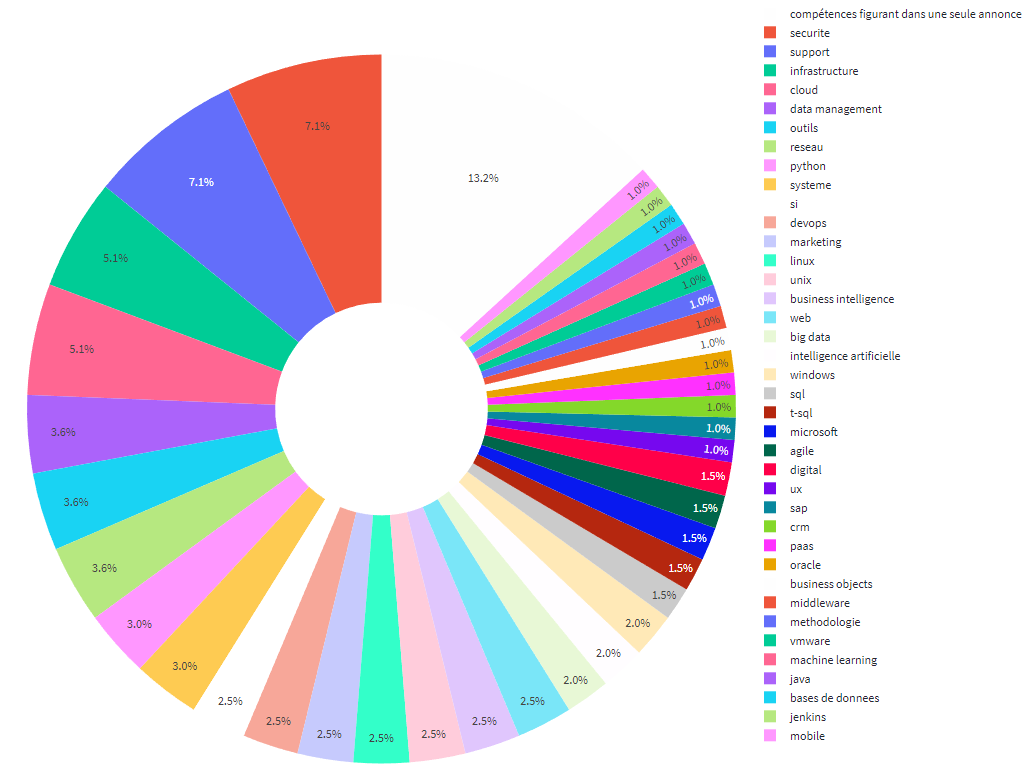 7.1%
7.1%
5.1%
5.1%
3.6%
3.6%
3.6%
3.0%
3.0%
2.5%
2.5%
2.5%
2.5%
2.5%
2.5%
2.5%
2.0%
2.0%
2.0%
1.5%
1.5%
1.5%
1.5%
1.5%
1.0%
1.0%
1.0%
1.0%
1.0%
1.0%
1.0%
1.0%
1.0%
1.0%
1.0%
1.0%
1.0%
1.0%
13.2%
compétences figurant dans une seule annonce
securite
support
infrastructure
cloud
data management
outils
reseau
python
systeme
si
devops
marketing
linux
unix
business intelligence
web
big data
intelligence artificielle
windows
sql
t-sql
microsoft
agile
digital
ux
sap
crm
paas
oracle
business objects
middleware
methodologie
vmware
machine learning
java
bases de donnees
jenkins
mobile